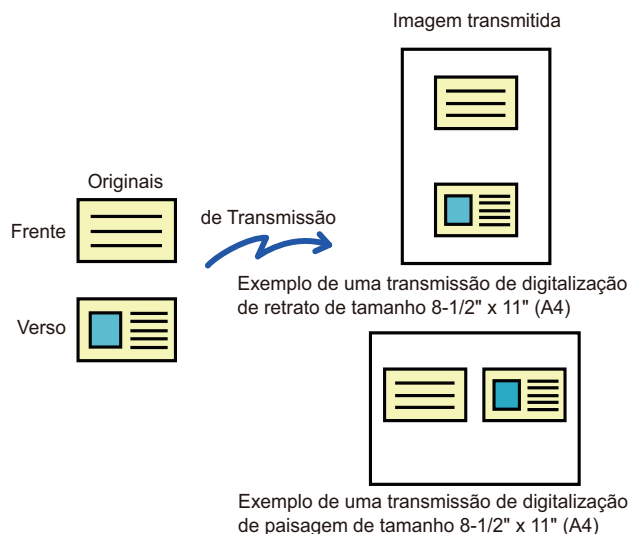 Imagem transmitida
Originais
Frente
de Transmissão
Verso
Exemplo de uma transmissão de digitalização
de retrato de tamanho 8-1/2" x 11" (A4)
Exemplo de uma transmissão de digitalização
de paisagem de tamanho 8-1/2" x 11" (A4)